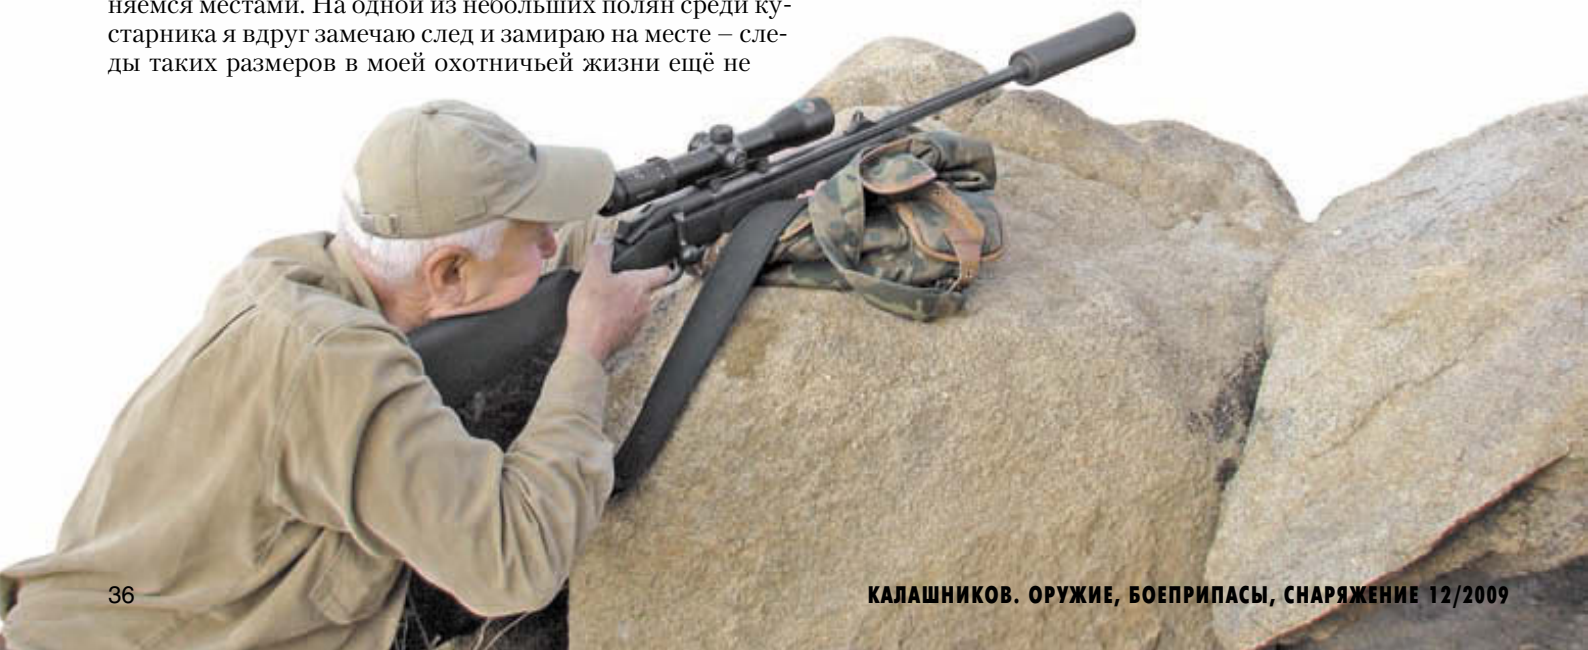 няемся местами. На одной из небольших полян среди ку-
старника я вдруг замечаю след и замираю на месте – сле-
ды таких размеров в моей охотничьей жизни ещё не
36
КАЛАШНИКОВ. ОРУЖИЕ, БОЕПРИПАСЫ, СНАРЯЖЕНИЕ 12/2009